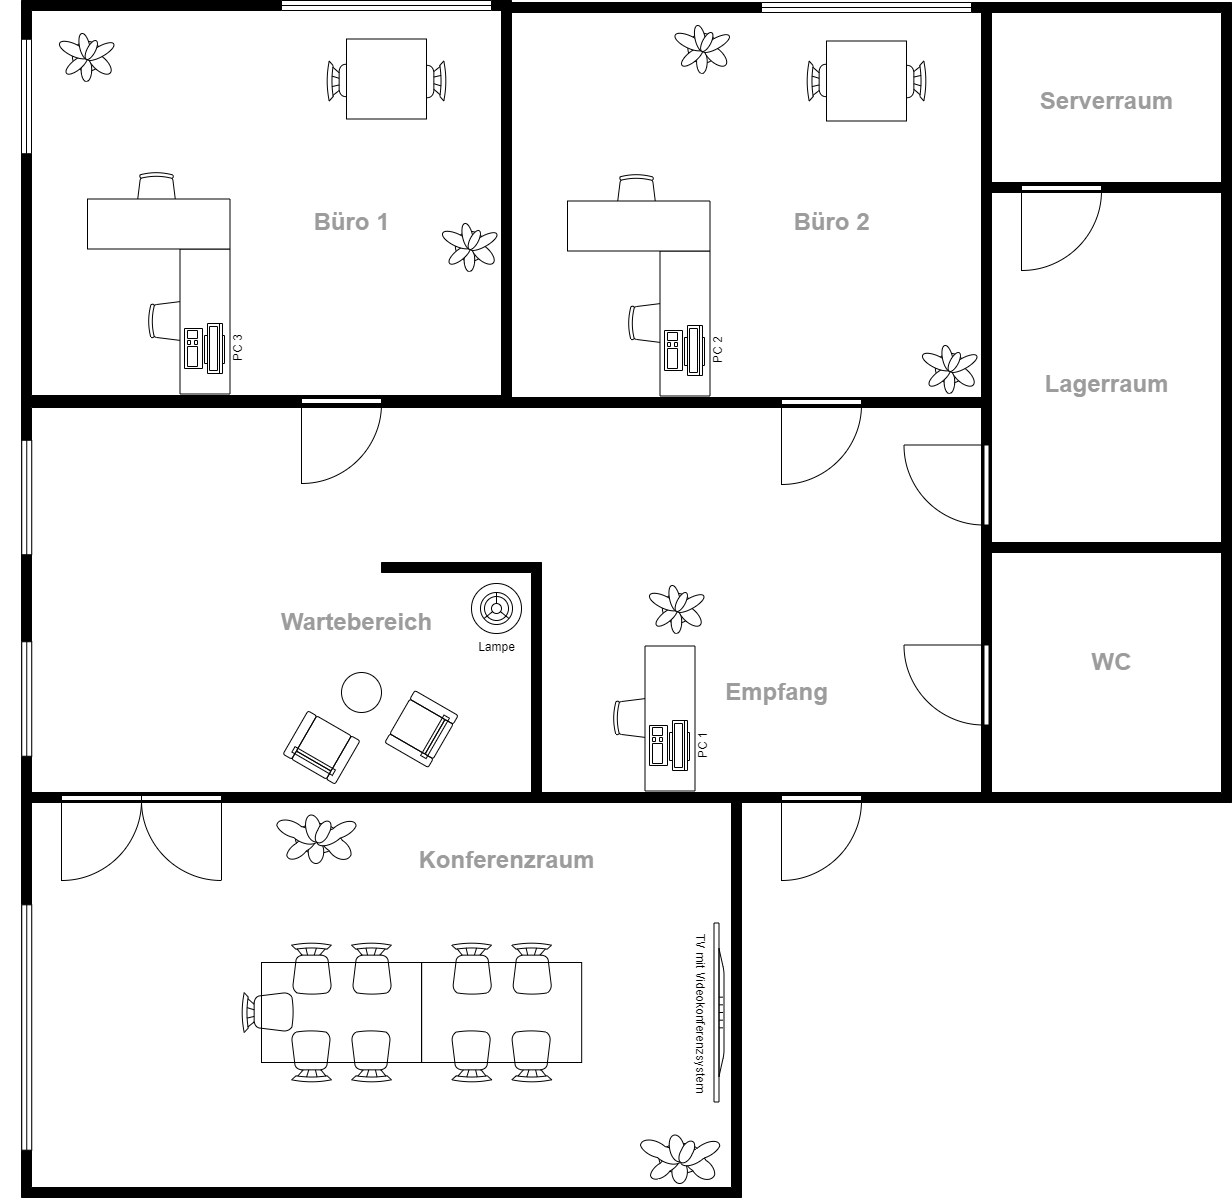 Serverraum
Büro 1
Büro 2
PC 3
PC 2
Lagerraum
Wartebereich
Lampe
WC
Empfang
PC 1
Konferenzraum
TV mit Videokonferenzsystem